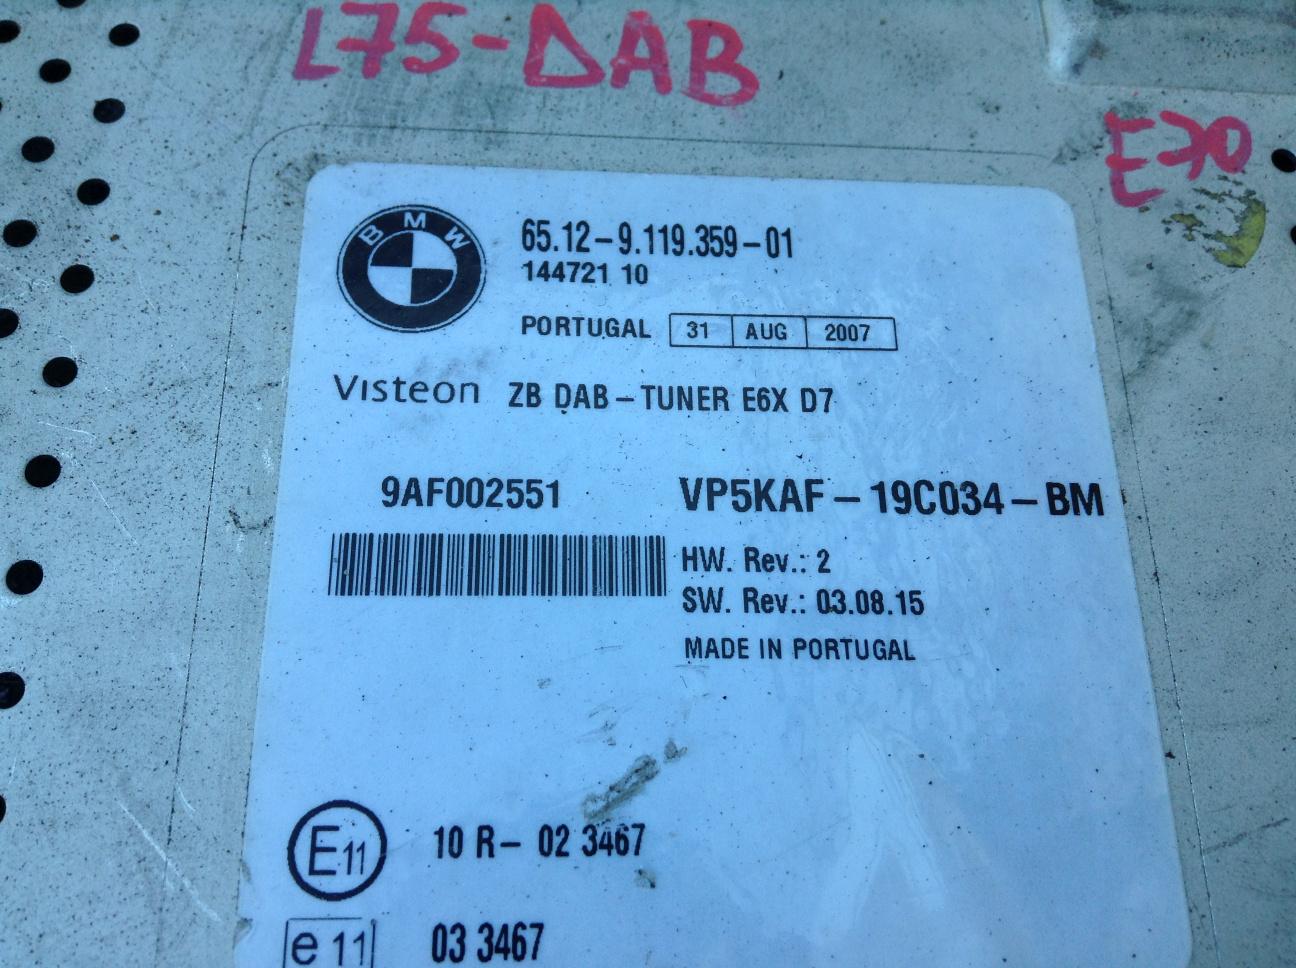 L75-DAB
E70
BMW
65.12-9.119.359-01
144721 10
PORTUGAL 31 AUG 2007
Visteon ZB DAB-TUNER E6X D7
9AF002551 VP5KAF-19C034-BM
HW. Rev.: 2
SW. Rev.: 03.08.15
MADE IN PORTUGAL
E11 10 R- 02 3467
e 11 03 3467